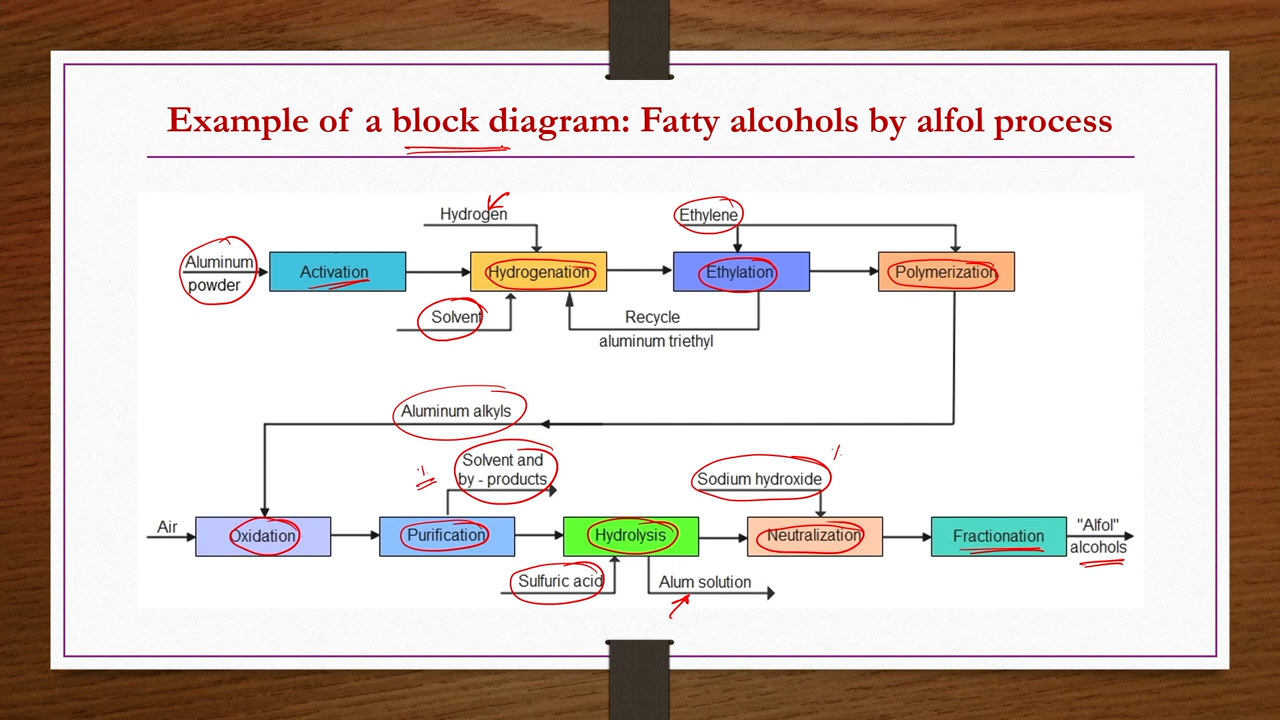 Example of a block diagram: Fatty alcohols by alfol process
Hydrogen
Ethylene
Aluminum
powder
Activation
Hydrogenation
Ethylation
Polymerization
Solvent
Recycle
aluminum triethyl
Aluminum alkyls
Solvent and
by - products
Sodium hydroxide
Air
Oxidation
Purification
Hydrolysis
Neutralization
Fractionation
"Alfol"
alcohols
Sulfuric acid
Alum solution